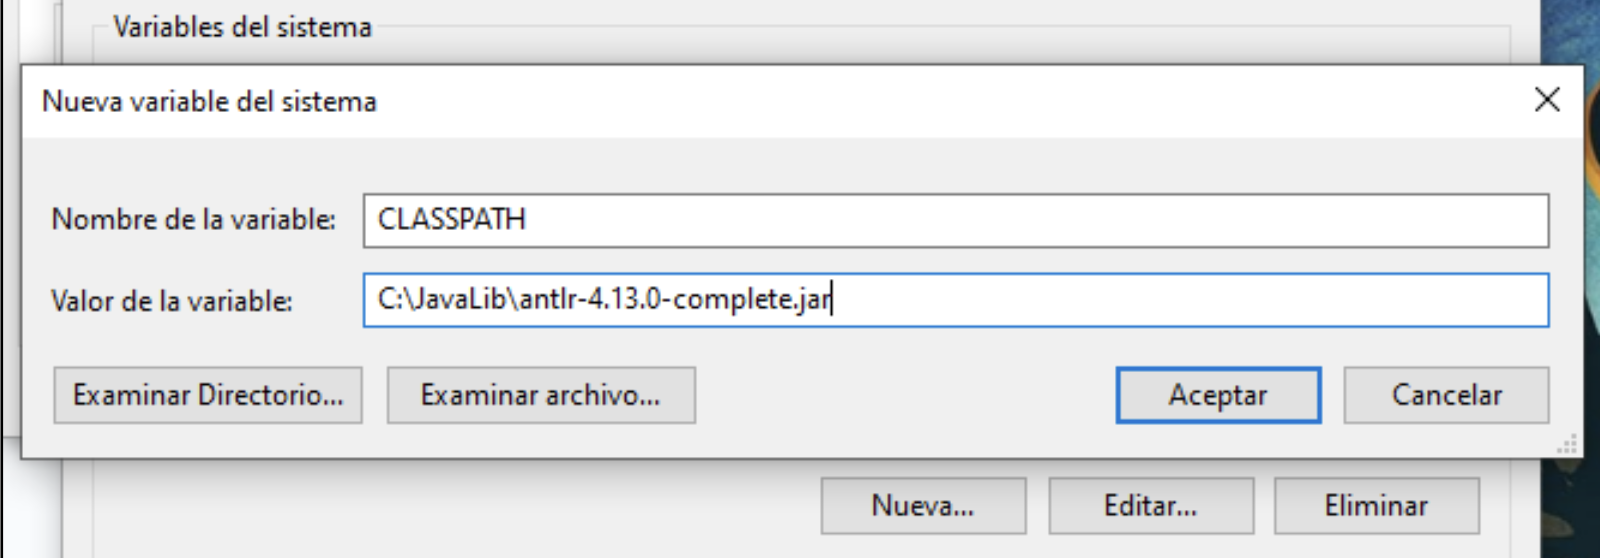 Variables del sistema
Nueva variable del sistema
Nombre de la variable: CLASSPATH
Valor de la variable: C:\JavaLib\antlr-4.13.0-complete.jar
Examinar Directorio... Examinar archivo... Aceptar Cancelar
Nueva... Editar... Eliminar